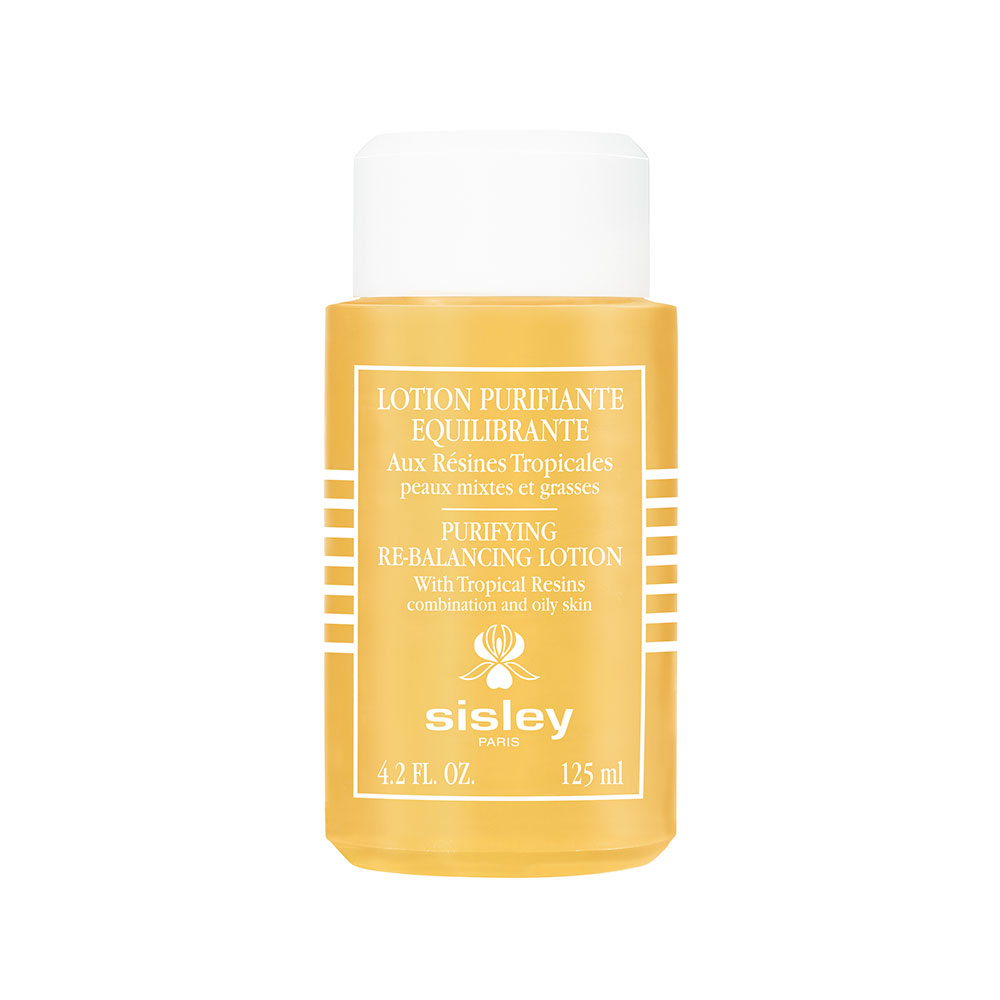 LOTION PURIFIANTE
EQUILIBRANTE
Aux Résines Tropicales
peaux mixtes et grasses
PURIFYING
RE-BALANCING LOTION
With Tropical Resins
combination and oily skin
sisley
PARIS
4.2 FL. OZ. 125 ml